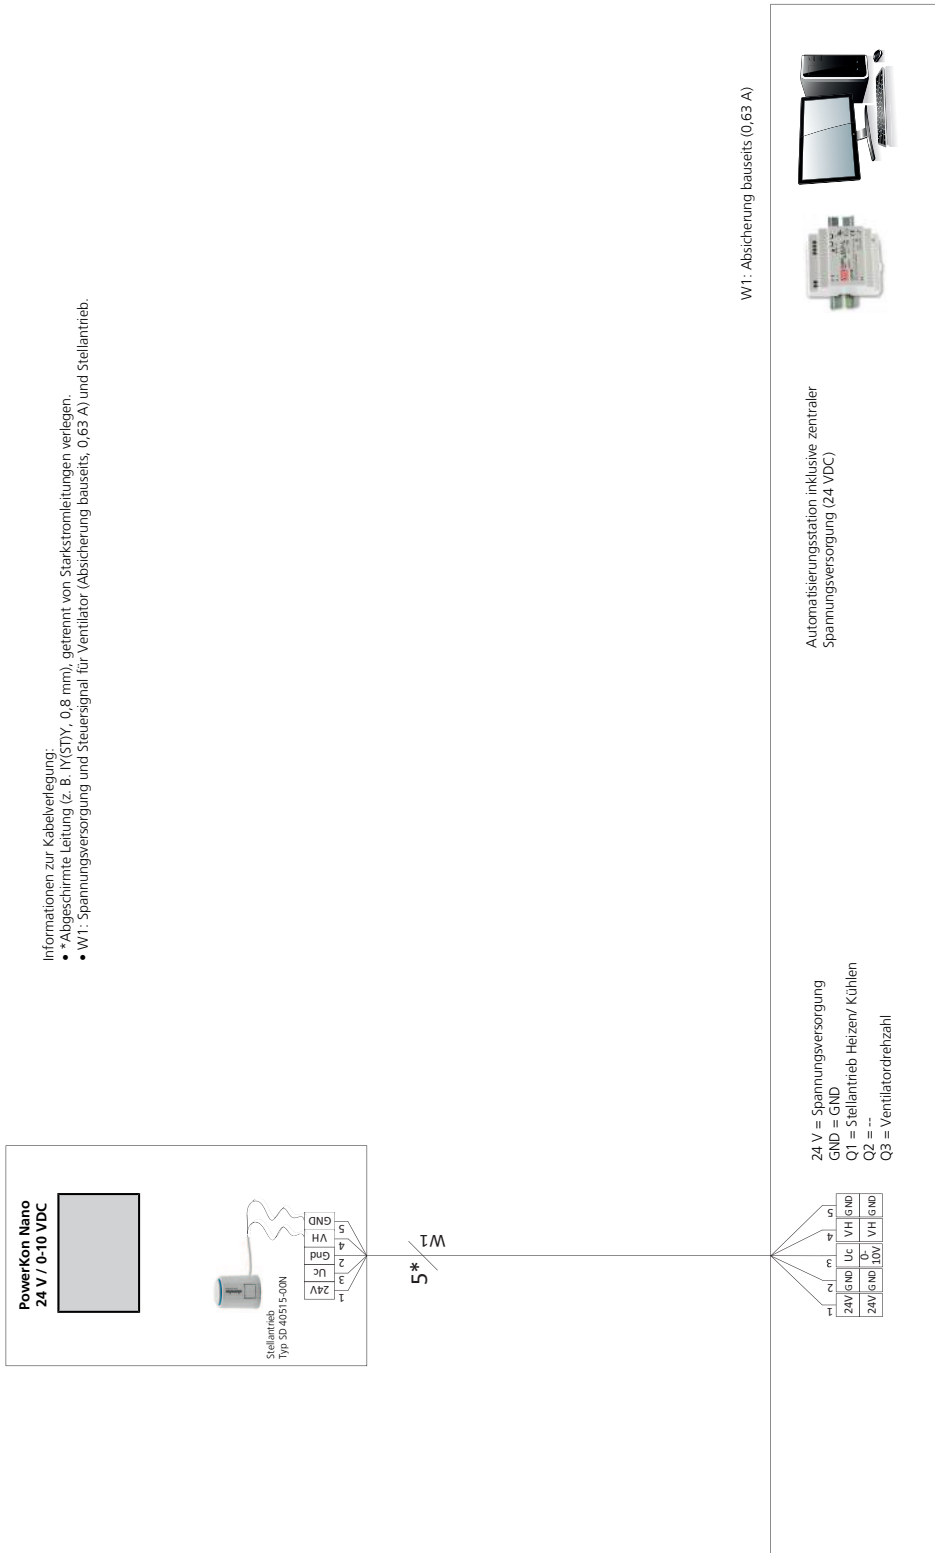 PowerKon Nano
24 V / 0-10 VDC
Informationen zur Kabelverlegung:
• *Abgeschirmte Leitung (z. B. IY(ST)Y, 0,8 mm), getrennt von Starkstromleitungen verlegen.
• W1: Spannungsversorgung und Steuersignal für Ventilator (Absicherung bauseits, 0,63 A) und Stellantrieb.
Stellantrieb
Typ SD 40515-00N
24V Uc Gnd VH GND
1 3 2 4 5
5*
W1
W1: Absicherung bauseits (0,63 A)
1 2 3 4 5
24V GND Uc VH GND
24V GND 0-10V VH GND
24 V = Spannungsversorgung
GND = GND
Q1 = Stellantrieb Heizen/ Kühlen
Q2 = --
Q3 = Ventilatordrehzahl
Automatisierungsstation inklusive zentraler
Spannungsversorgung (24 VDC)